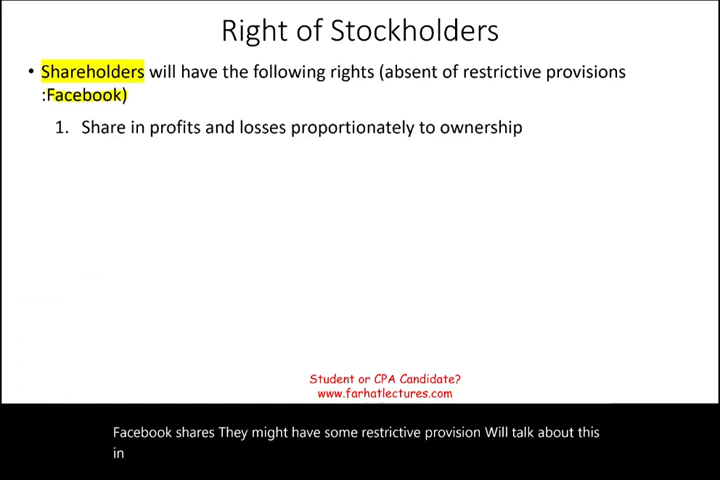 Right of Stockholders
• Shareholders will have the following rights (absent of restrictive provisions
:Facebook)
1. Share in profits and losses proportionately to ownership
Student or CPA Candidate?
www.farhatlectures.com
Facebook shares They might have some restrictive provision Will talk about this
in